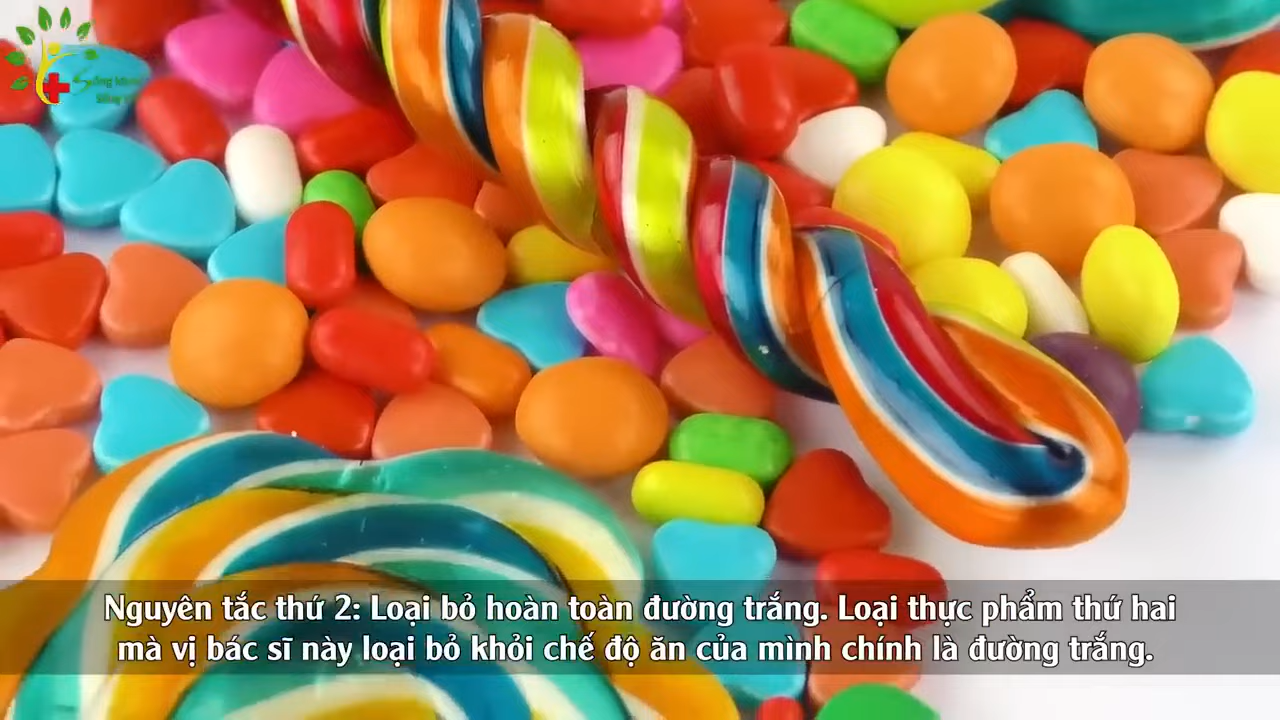 Nguyên tắc thứ 2: Loại bỏ hoàn toàn đường trắng. Loại thực phẩm thứ hai
mà vị bác sĩ này loại bỏ khỏi chế độ ăn của mình chính là đường trắng.